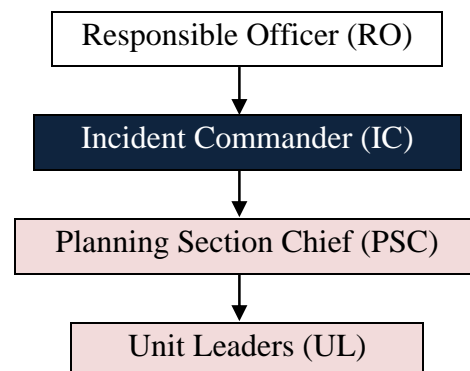 Responsible Officer (RO)
Incident Commander (IC)
Planning Section Chief (PSC)
Unit Leaders (UL)